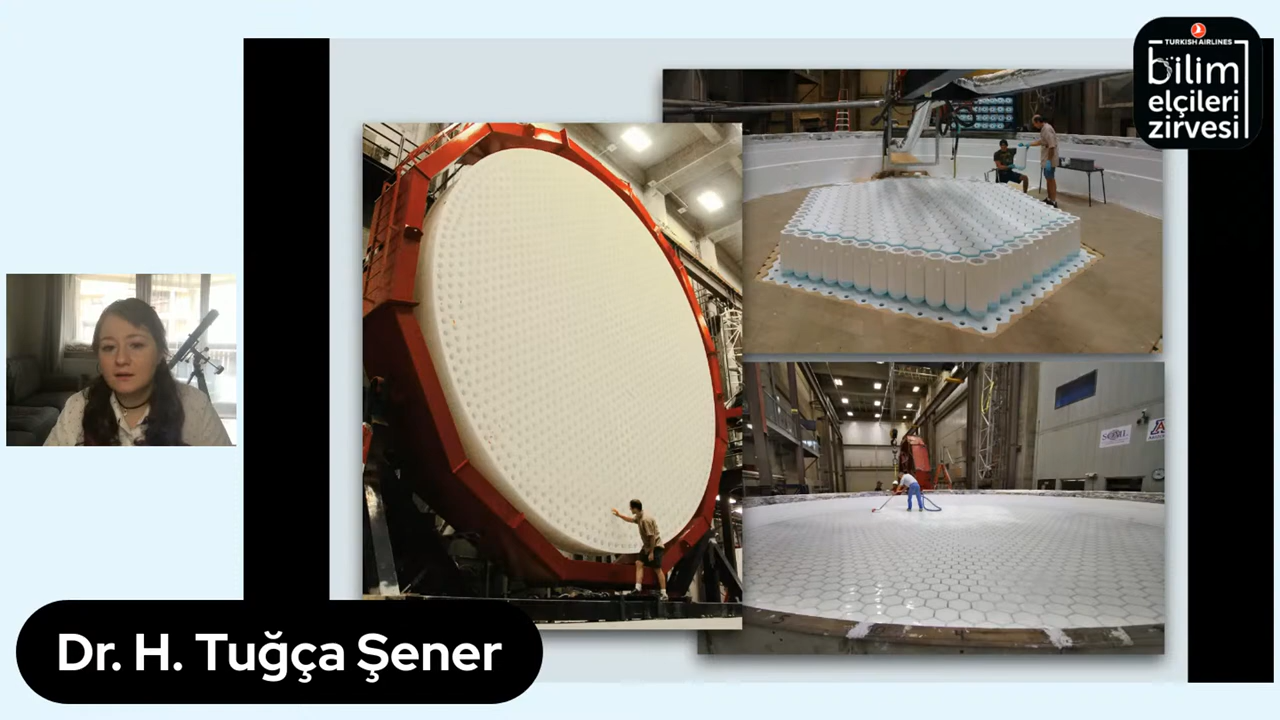 TURKISH AIRLINES
bilim
elçileri
zirvesi
Dr. H. Tuğça Şener